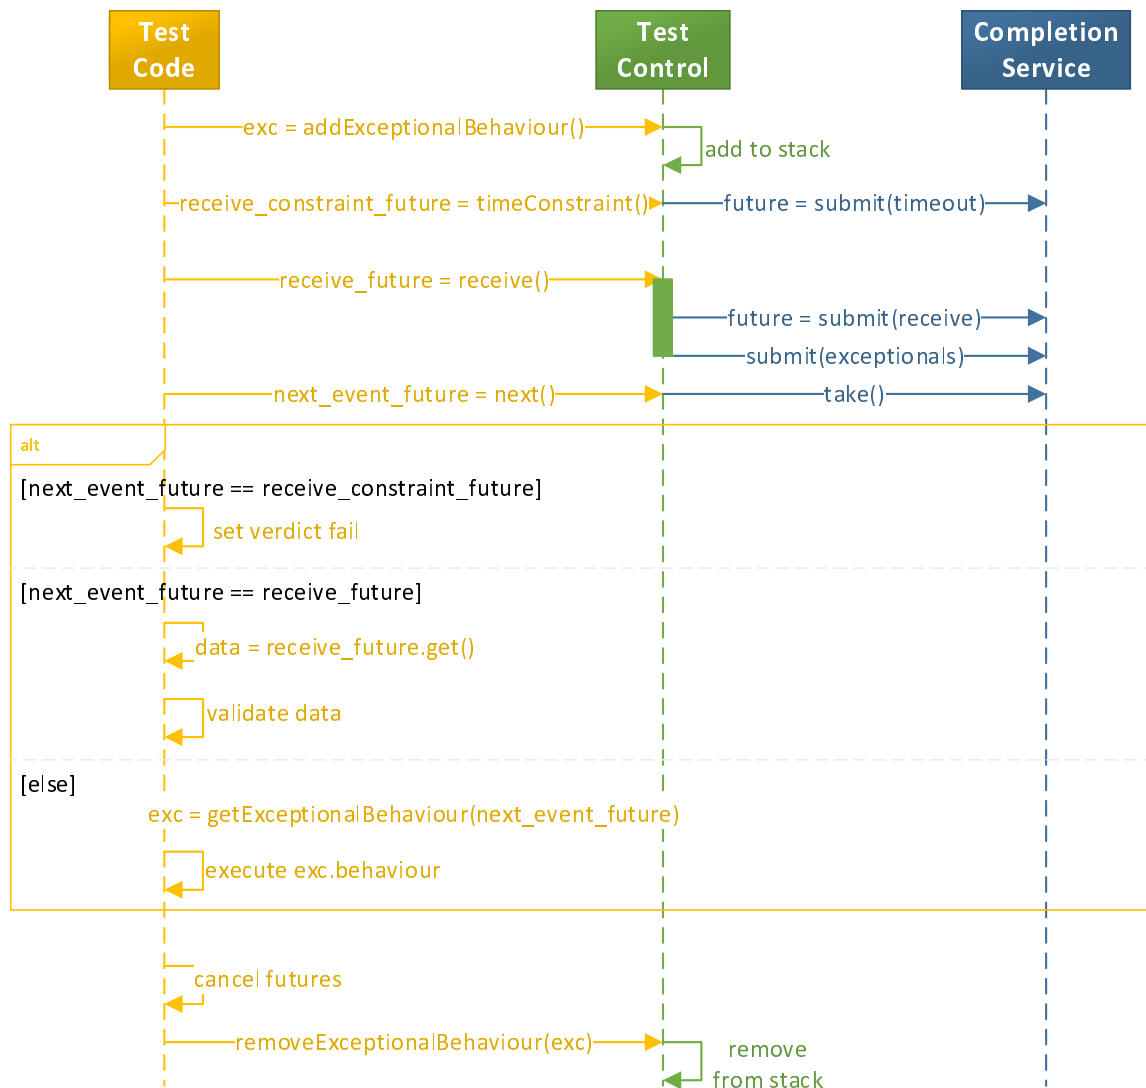 Test
Code
Test
Control
Completion
Service
exc = addExceptionalBehaviour()
add to stack
receive_constraint_future = timeConstraint()
future = submit(timeout)
receive_future = receive()
future = submit(receive)
submit(exceptionals)
next_event_future = next()
take()
alt
[next_event_future == receive_constraint_future]
set verdict fail
[next_event_future == receive_future]
data = receive_future.get()
validate data
[else]
exc = getExceptionalBehaviour(next_event_future)
execute exc.behaviour
cancel futures
removeExceptionalBehaviour(exc)
remove
from stack